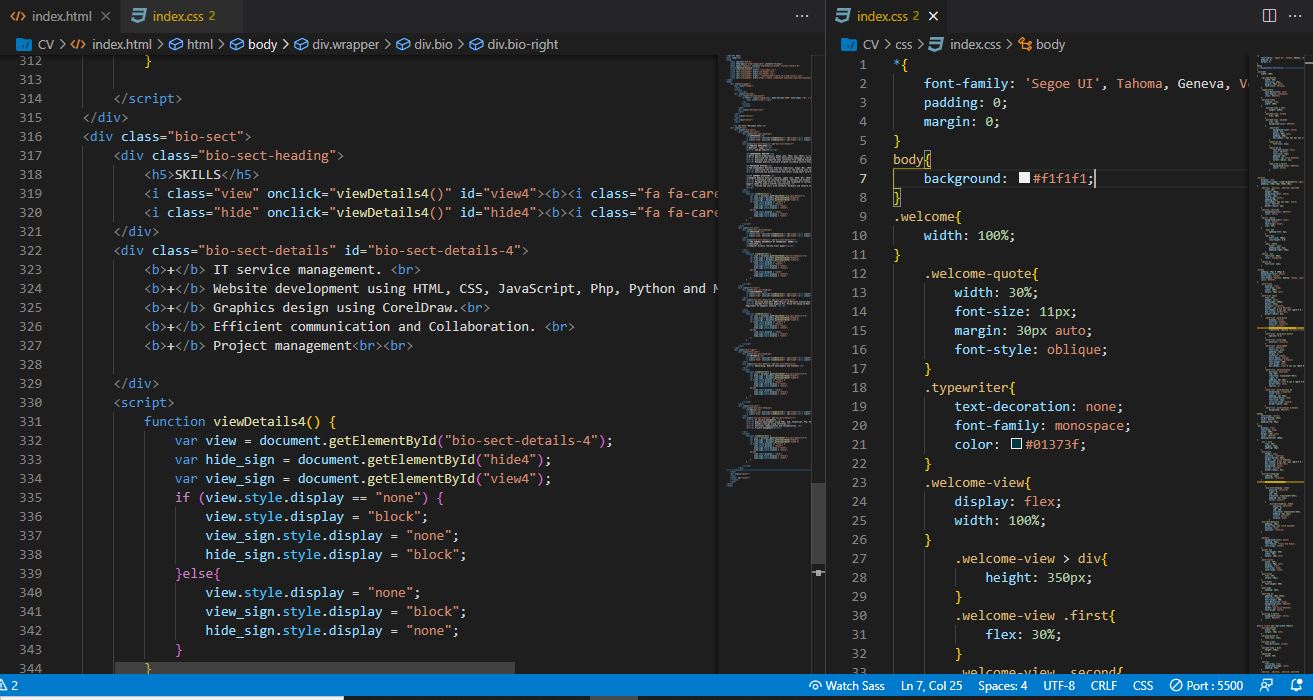 index.html
index.css 2
CV > index.html > html > body > div.wrapper > div.bio > div.bio-right
312 }
313
314 </script>
315 </div>
316 <div class="bio-sect">
317 <div class="bio-sect-heading">
318 <h5>SKILLS</h5>
319 <i class="view" onclick="viewDetails4()" id="view4"><b><i class="fa fa-care
320 <i class="hide" onclick="viewDetails4()" id="hide4"><b><i class="fa fa-care
321 </div>
322 <div class="bio-sect-details" id="bio-sect-details-4">
323 <b>+</b> IT service management. <br>
324 <b>+</b> Website development using HTML, CSS, JavaScript, Php, Python and M
325 <b>+</b> Graphics design using CorelDraw.<br>
326 <b>+</b> Efficient communication and Collaboration. <br>
327 <b>+</b> Project management<br><br>
328
329 </div>
330 <script>
331 function viewDetails4() {
332 var view = document.getElementById("bio-sect-details-4");
333 var hide_sign = document.getElementById("hide4");
334 var view_sign = document.getElementById("view4");
335 if (view.style.display == "none") {
336 view.style.display = "block";
337 view_sign.style.display = "none";
338 hide_sign.style.display = "block";
339 }else{
340 view.style.display = "none";
341 view_sign.style.display = "block";
342 hide_sign.style.display = "none";
343 }
344 }
index.css 2
CV > css > index.css > body
1 *{
2 font-family: 'Segoe UI', Tahoma, Geneva, Ve
3 padding: 0;
4 margin: 0;
5 }
6 body{
7 background: #f1f1f1;
8 }
9 .welcome{
10 width: 100%;
11 }
12 .welcome-quote{
13 width: 30%;
14 font-size: 11px;
15 margin: 30px auto;
16 font-style: oblique;
17 }
18 .typewriter{
19 text-decoration: none;
20 font-family: monospace;
21 color: #01373f;
22 }
23 .welcome-view{
24 display: flex;
25 width: 100%;
26 }
27 .welcome-view > div{
28 height: 350px;
29 }
30 .welcome-view .first{
31 flex: 30%;
32 }
33 .welcome-view .second{
2
Watch Sass
Ln 7, Col 25
Spaces: 4
UTF-8
CRLF
CSS
Port : 5500